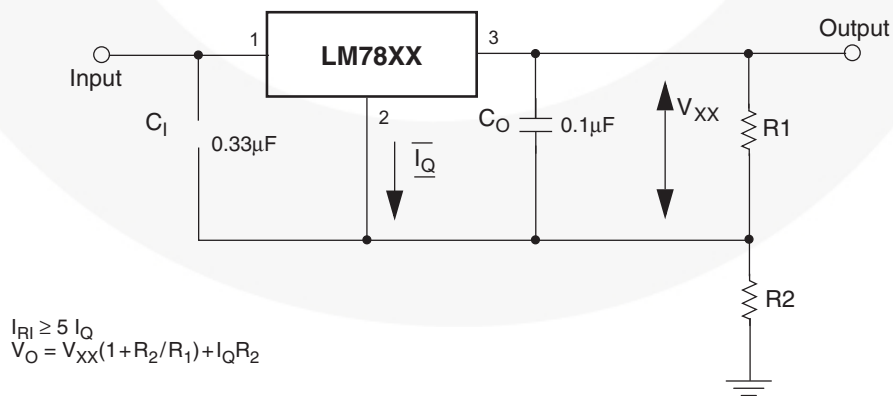 Input
1
LM78XX
3
Output
2
C_I
0.33μF
I_Q
C_O
0.1μF
V_XX
R1
R2
I_RI ≥ 5 I_Q
V_O = V_XX(1+R_2/R_1)+I_QR_2